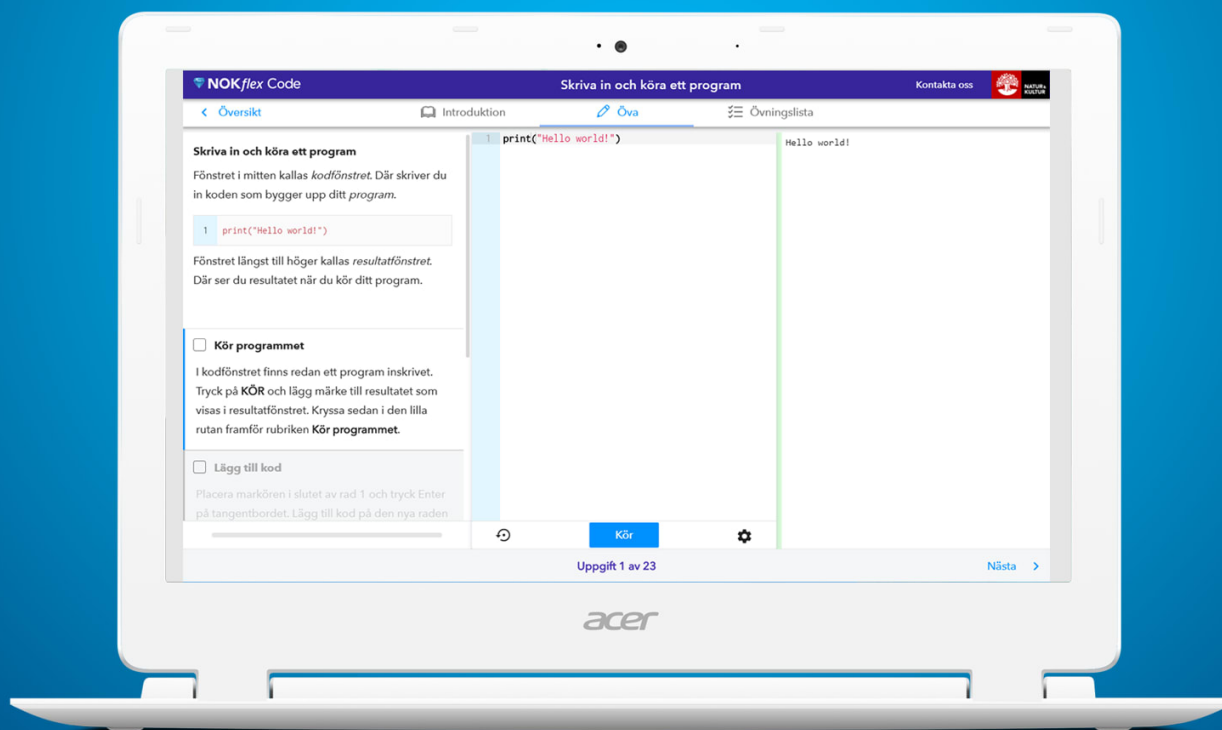 NOKflex Code
Skriva in och köra ett program
Kontakta oss
NATUR &
KULTUR
Översikt
Introduktion
Öva
Övningslista
Skriva in och köra ett program
Fönstret i mitten kallas kodfönstret. Där skriver du
in koden som bygger upp ditt program.
1 print("Hello world!")
Fönstret längst till höger kallas resultatfönstret.
Där ser du resultatet när du kör ditt program.
Kör programmet
I kodfönstret finns redan ett program inskrivet.
Tryck på KÖR och lägg märke till resultatet som
visas i resultatfönstret. Kryssa sedan i den lilla
rutan framför rubriken Kör programmet.
Lägg till kod
Placera markören i slutet av rad 1 och tryck Enter
på tangentbordet. Lägg till kod på den nya raden
1 print("Hello world!")
Kör
Hello world!
Uppgift 1 av 23
Nästa
acer